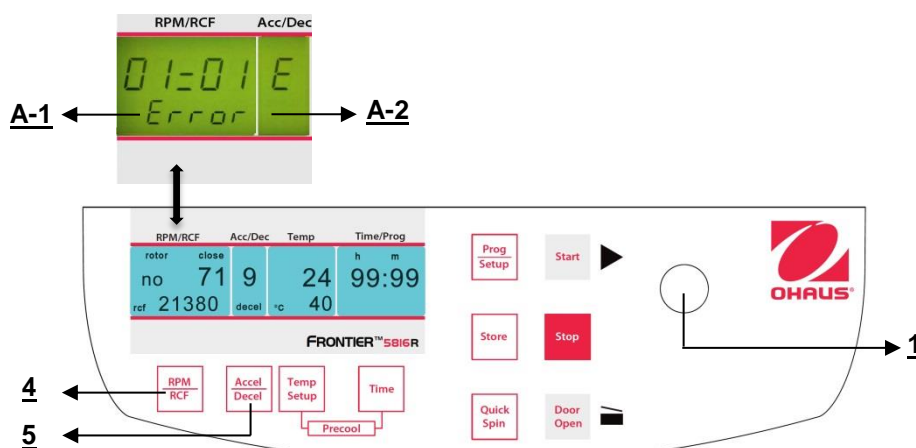 RPM/RCF Acc/Dec
01=01 E
Error
A-1
A-2
RPM/RCF Acc/Dec Temp Time/Prog
rotor close h m
no 71 9 24 99:99
rcf 21380 decel °C 40
FRONTIER™ 5816R
RPM
RCF
Accel
Decel
Temp
Setup
Time
Precool
Prog
Setup
Start
Store
Stop
Quick
Spin
Door
Open
OHAUS®
1
4
5